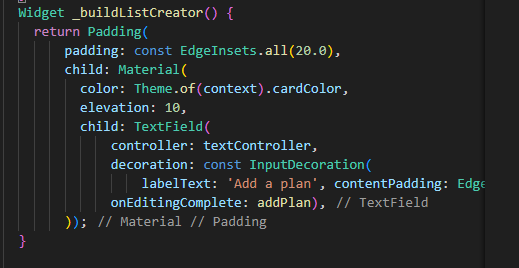 Widget _buildListCreator() {
return Padding(
padding: const EdgeInsets.all(20.0),
child: Material(
color: Theme.of(context).cardColor,
elevation: 10,
child: TextField(
controller: textController,
decoration: const InputDecoration(
labelText: 'Add a plan', contentPadding: Edge
onEditingComplete: addPlan), // TextField
)); // Material // Padding
}